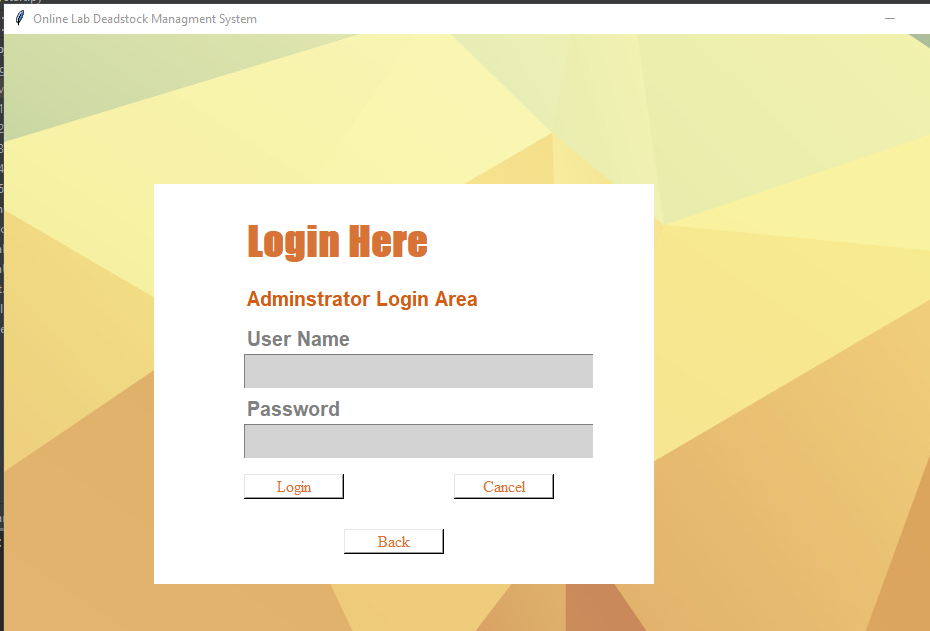 Online Lab Deadstock Managment System
Login Here
Adminstrator Login Area
User Name
Password
Login Cancel
Back